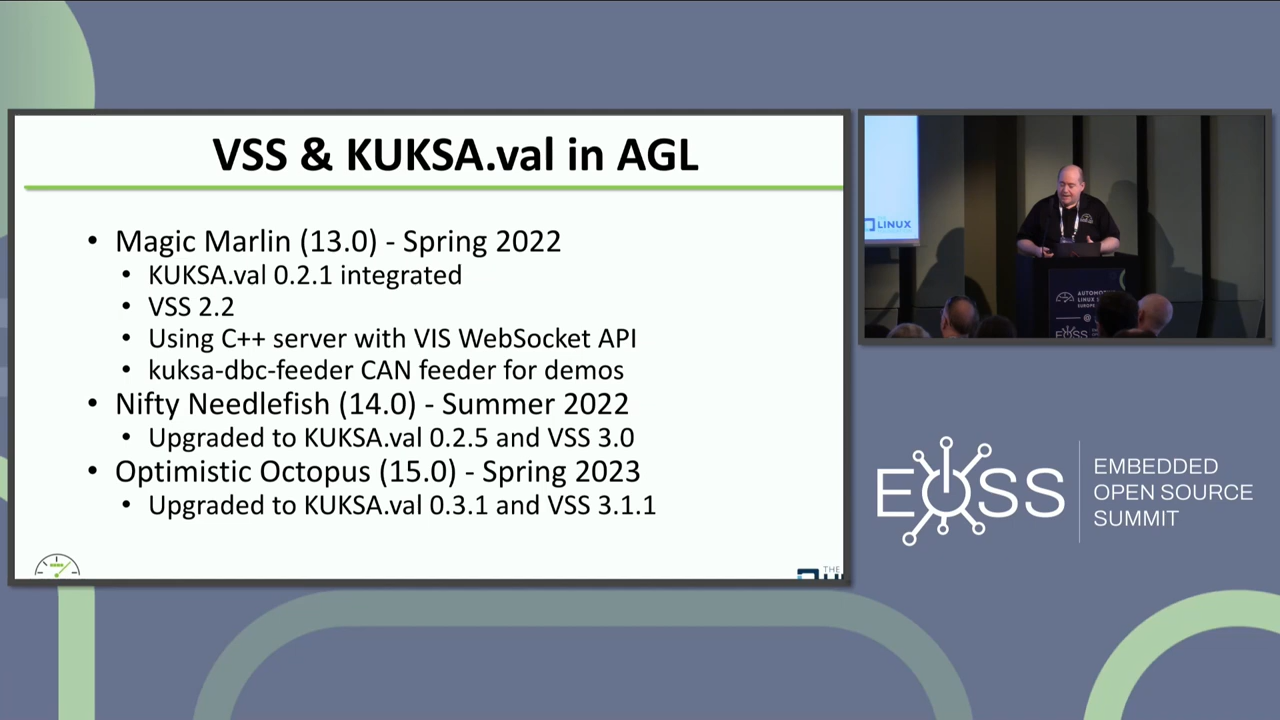 VSS & KUKSA.val in AGL
• Magic Marlin (13.0) - Spring 2022
• KUKSA.val 0.2.1 integrated
• VSS 2.2
• Using C++ server with VIS WebSocket API
• kuksa-dbc-feeder CAN feeder for demos
• Nifty Needlefish (14.0) - Summer 2022
• Upgraded to KUKSA.val 0.2.5 and VSS 3.0
• Optimistic Octopus (15.0) - Spring 2023
• Upgraded to KUKSA.val 0.3.1 and VSS 3.1.1
THE
LINUX
@
EOSS
EMBEDDED
OPEN SOURCE
SUMMIT